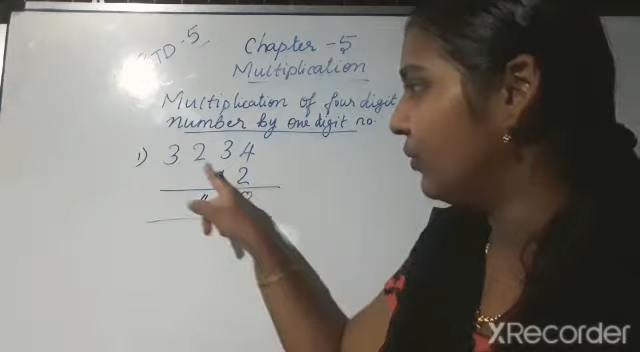 STD-5
Chapter-5
Multiplication
Multiplication of four digit
number by one digit no.
1) 3 2 3 4
2
XRecorder